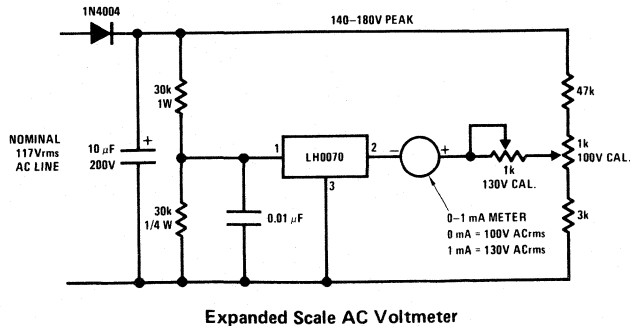 1N4004
140–180V PEAK
30k
1W
47k
NOMINAL
117Vrms
AC LINE
10 μF
200V
+
1
LH0070
2
3
−
+
1k
130V CAL.
1k
100V CAL.
30k
1/4 W
0.01 μF
0–1 mA METER
0 mA = 100V ACrms
1 mA = 130V ACrms
3k
Expanded Scale AC Voltmeter